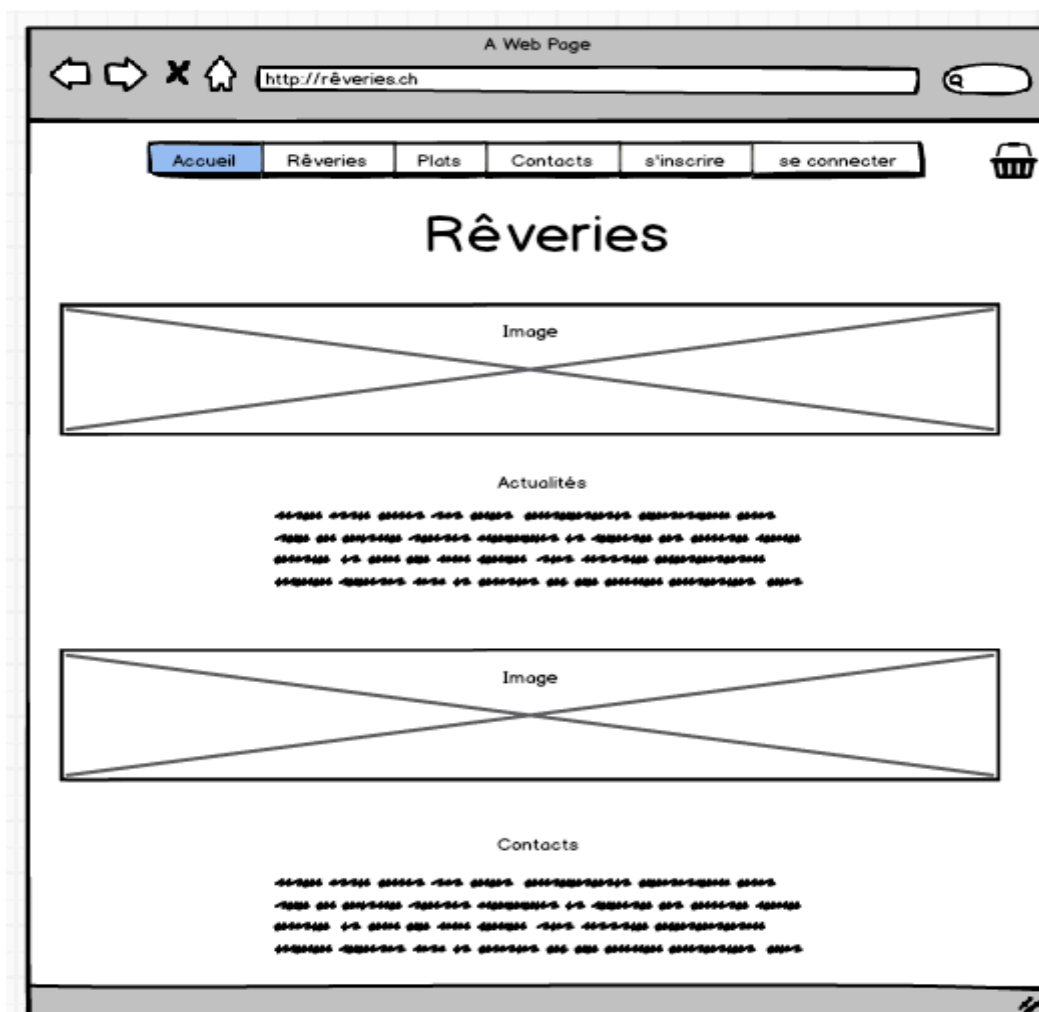 A Web Page
http://rêveries.ch
Accueil Rêveries Plats Contacts s'inscrire se connecter
Rêveries
Image
Actualités
Image
Contacts